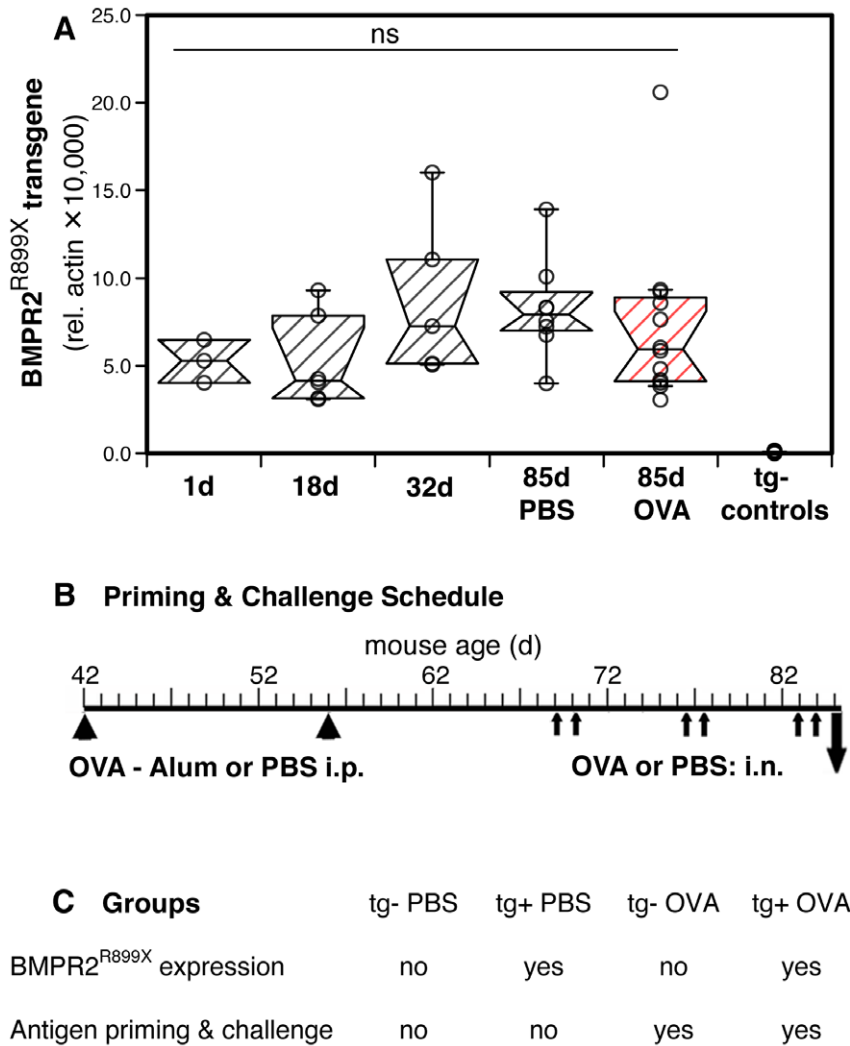 A
ns
BMPR2R899X transgene
(rel. actin ×10,000)
25.0
20.0
15.0
10.0
5.0
0.0
1d 18d 32d 85d PBS 85d OVA tg- controls
B Priming & Challenge Schedule
mouse age (d)
42 52 62 72 82
OVA - Alum or PBS i.p. OVA or PBS: i.n.
C Groups tg- PBS tg+ PBS tg- OVA tg+ OVA
BMPR2R899X expression no yes no yes
Antigen priming & challenge no no yes yes